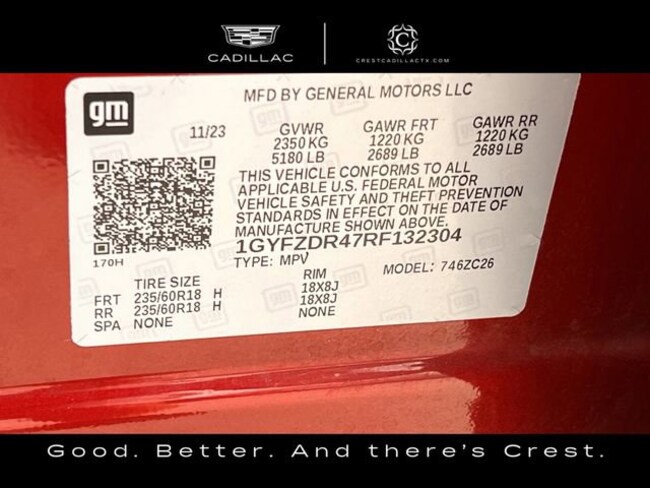 CADILLAC
C
CRESTCADILLACTX.COM
gm
MFD BY GENERAL MOTORS LLC
11/23 GVWR GAWR FRT GAWR RR
2350 KG 1220 KG 1220 KG
5180 LB 2689 LB 2689 LB
THIS VEHICLE CONFORMS TO ALL
APPLICABLE U.S. FEDERAL MOTOR
VEHICLE SAFETY AND THEFT PREVENTION
STANDARDS IN EFFECT ON THE DATE OF
MANUFACTURE SHOWN ABOVE.
1GYFZDR47RF132304
170H TYPE: MPV MODEL: 746ZC26
TIRE SIZE RIM
FRT 235/60R18 H 18X8J
RR 235/60R18 H 18X8J
SPA NONE NONE
Good. Better. And there's Crest.